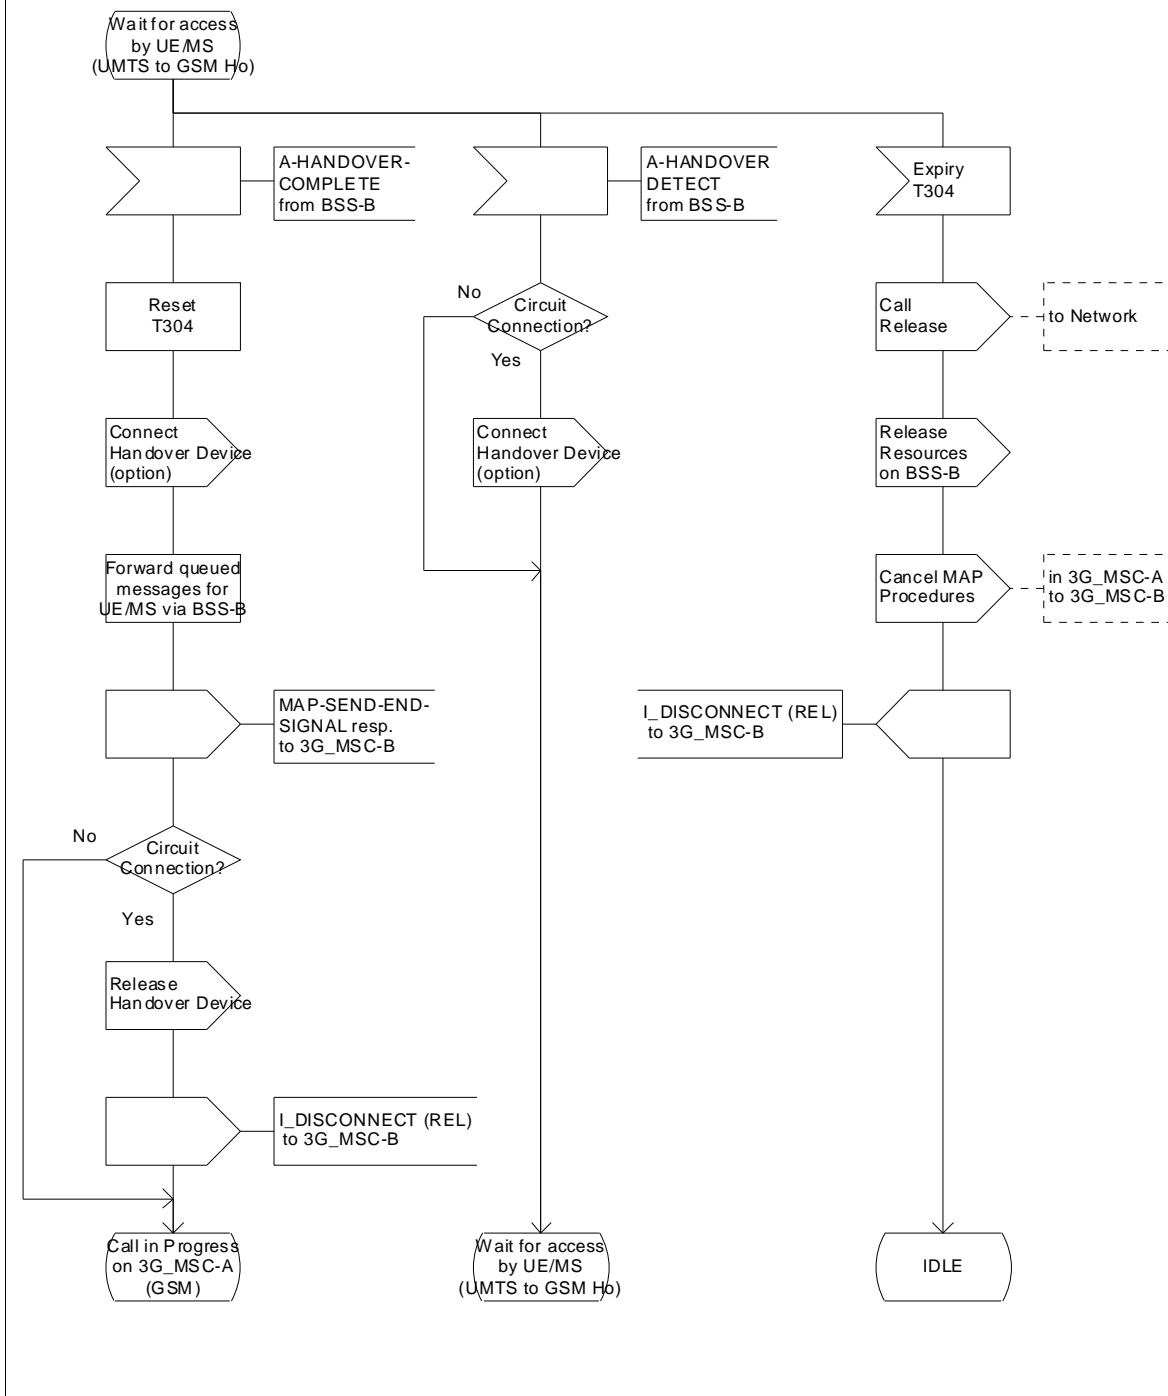 Wait for access
by UE/MS
(UMTS to GSM Ho)
A-HANDOVER-
COMPLETE
from BSS-B
A-HANDOVER
DETECT
from BSS-B
Expiry
T304
Reset
T304
No
Circuit
Connection?
Yes
Call
Release
to Network
Connect
Handover Device
(option)
Connect
Handover Device
(option)
Release
Resources
on BSS-B
Forward queued
messages for
UE/MS via BSS-B
Cancel MAP
Procedures
in 3G_MSC-A
to 3G_MSC-B
MAP-SEND-END-
SIGNAL resp.
to 3G_MSC-B
I_DISCONNECT (REL)
to 3G_MSC-B
No
Circuit
Connection?
Yes
Release
Handover Device
I_DISCONNECT (REL)
to 3G_MSC-B
Call in Progress
on 3G_MSC-A
(GSM)
Wait for access
by UE/MS
(UMTS to GSM Ho)
IDLE